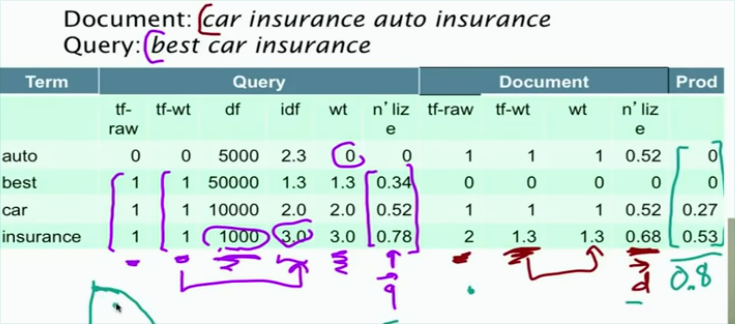 Document: car insurance auto insurance
Query: best car insurance
Term Query Document Prod
tf-raw tf-wt df idf wt n'lize tf-raw tf-wt wt n'lize
auto 0 0 5000 2.3 0 0 1 1 1 0.52 0
best 1 1 50000 1.3 1.3 0.34 0 0 0 0 0
car 1 1 10000 2.0 2.0 0.52 1 1 1 0.52 0.27
insurance 1 1 1000 3.0 3.0 0.78 2 1.3 1.3 0.68 0.53
q d 0.8